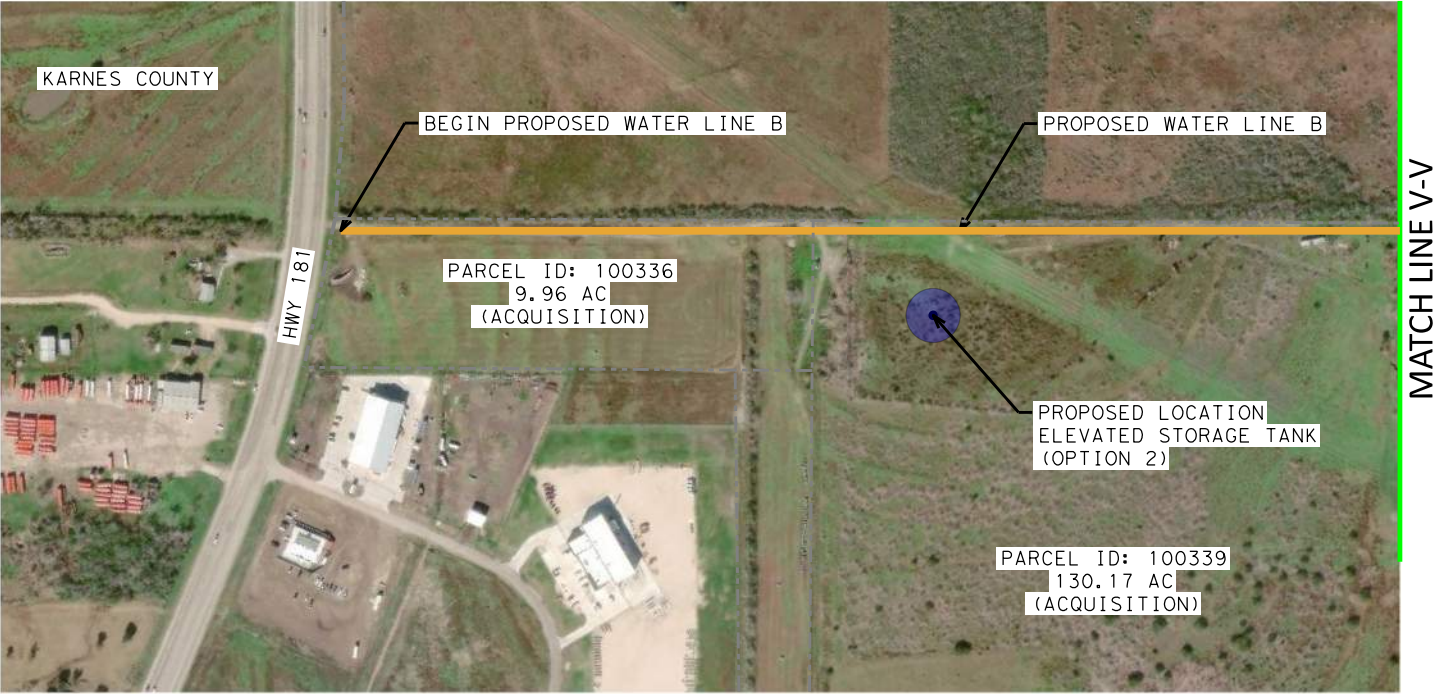 KARNES COUNTY
BEGIN PROPOSED WATER LINE B
PROPOSED WATER LINE B
MATCH LINE V-V
HWY 181
PARCEL ID: 100336
9.96 AC
(ACQUISITION)
PROPOSED LOCATION
ELEVATED STORAGE TANK
(OPTION 2)
PARCEL ID: 100339
130.17 AC
(ACQUISITION)